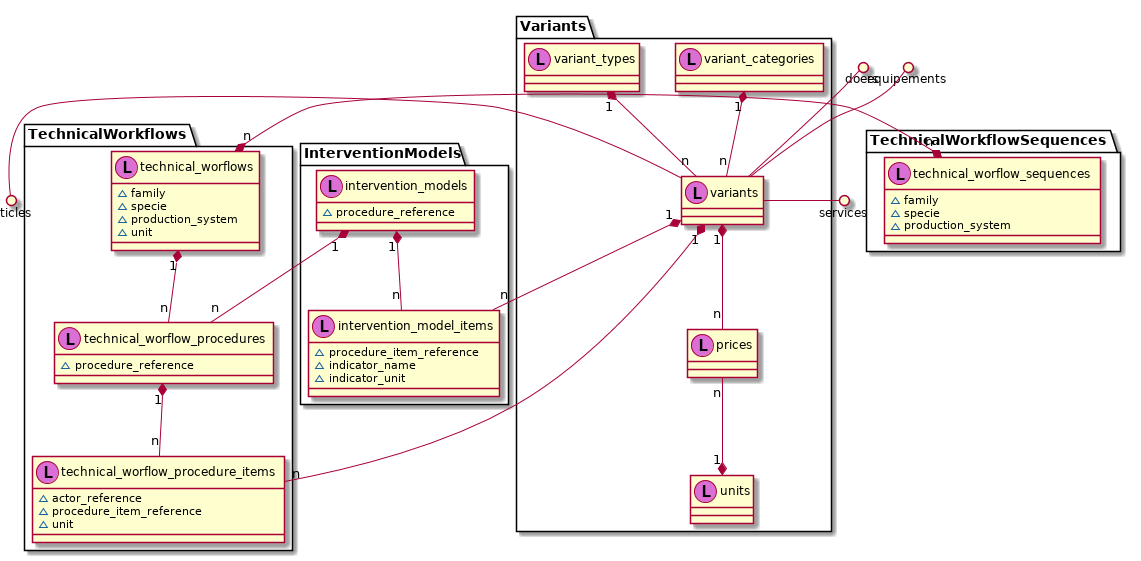 Variants
L variant_types
L variant_categories
1
1
n
n
doers
equipements
L variants
services
ticles
1
1
1
n
n
n
L prices
n
1
L units
TechnicalWorkflows
n
L technical_worflows
family
specie
production_system
unit
1
n
L technical_worflow_procedures
procedure_reference
1
n
L technical_worflow_procedure_items
actor_reference
procedure_item_reference
unit
InterventionModels
L intervention_models
procedure_reference
1
1
n
n
L intervention_model_items
procedure_item_reference
indicator_name
indicator_unit
TechnicalWorkflowSequences
n
L technical_worflow_sequences
family
specie
production_system